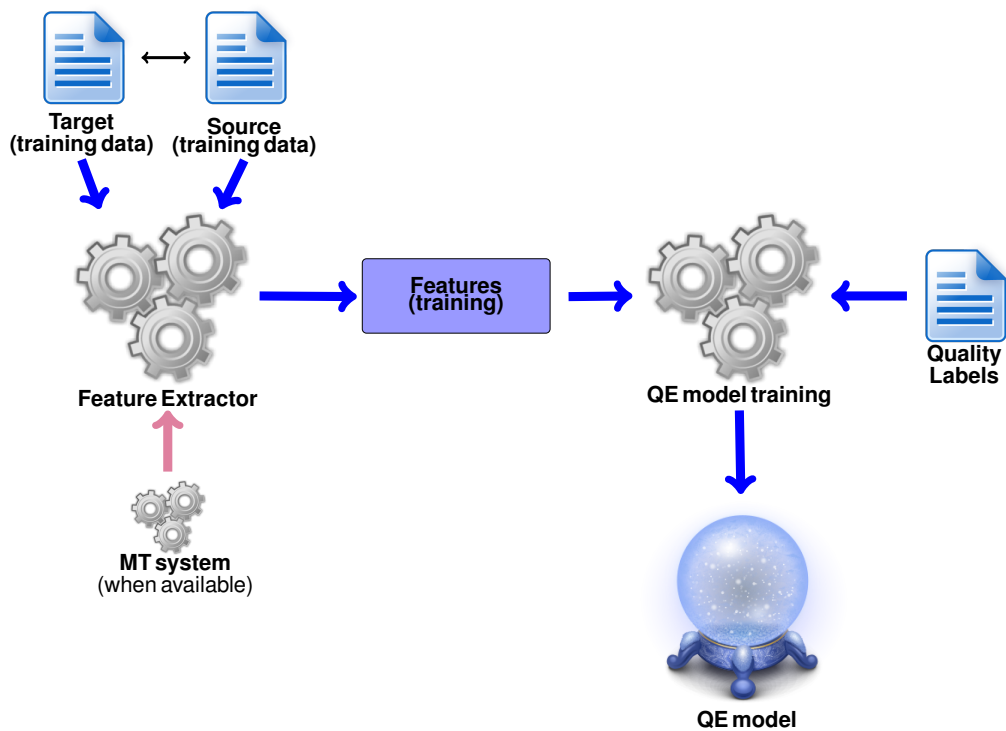 Target
(training data)
Source
(training data)
Features
(training)
Feature Extractor
QE model training
Quality
Labels
MT system
(when available)
QE model